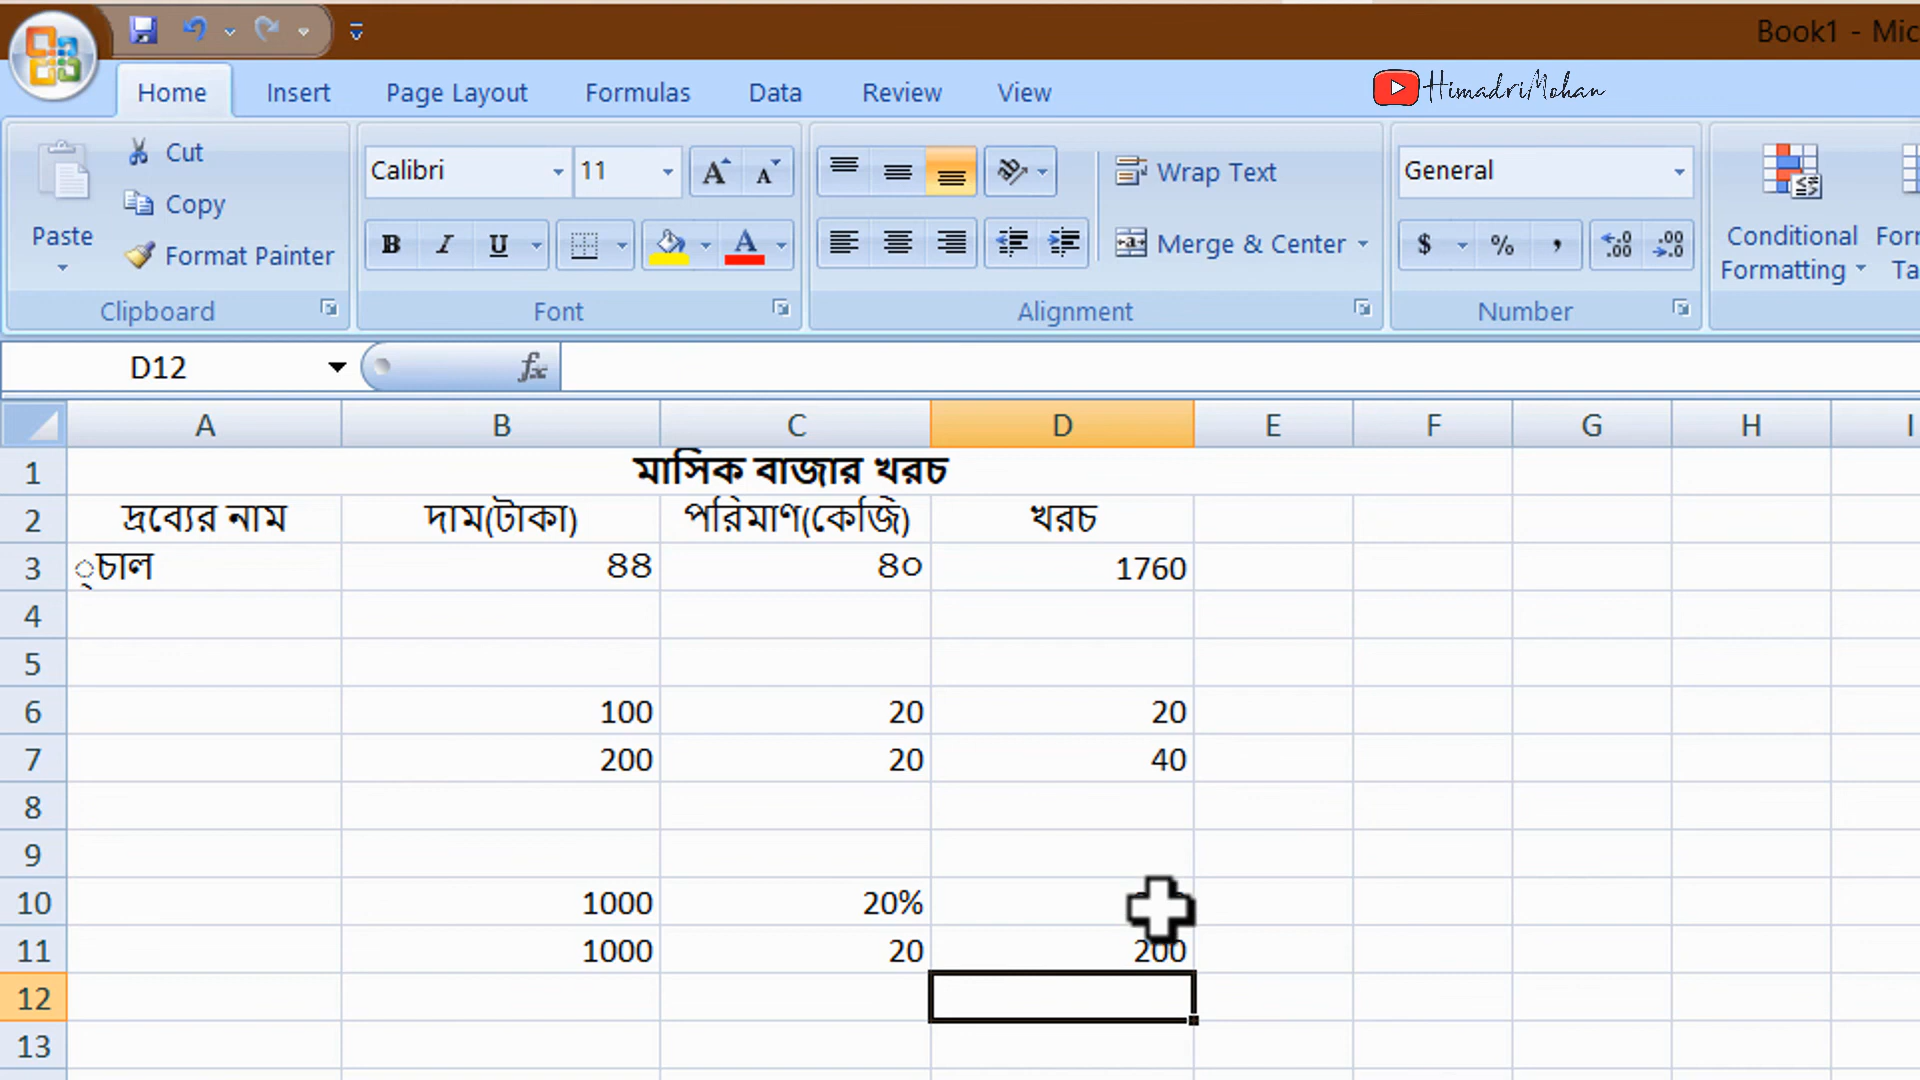 Book1 - Mic
Home Insert Page Layout Formulas Data Review View HimadriMohan
Cut
Copy
Format Painter
Paste
Clipboard
Calibri 11
B I U
Font
Wrap Text
Merge & Center
Alignment
General
$ % ,
Number
Conditional
Formatting
D12
fx
A B C D E F G H I
1 মাসিক বাজার খরচ
2 দ্রব্যের নাম দাম(টাকা) পরিমাণ(কেজি) খরচ
3 ্চাল ৪৪ ৪০ 1760
4
5
6 100 20 20
7 200 20 40
8
9
10 1000 20%
11 1000 20 200
12
13